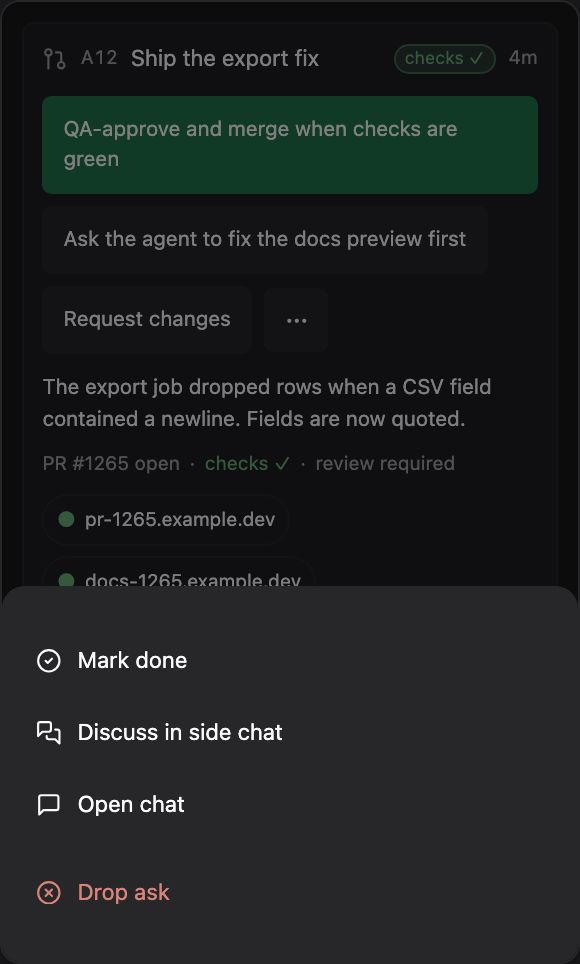 A12 Ship the export fix checks ✓ 4m
QA-approve and merge when checks are
green
Ask the agent to fix the docs preview first
Request changes ...
The export job dropped rows when a CSV field
contained a newline. Fields are now quoted.
PR #1265 open · checks ✓ · review required
pr-1265.example.dev
docs-1265.example.dev
Mark done
Discuss in side chat
Open chat
Drop ask